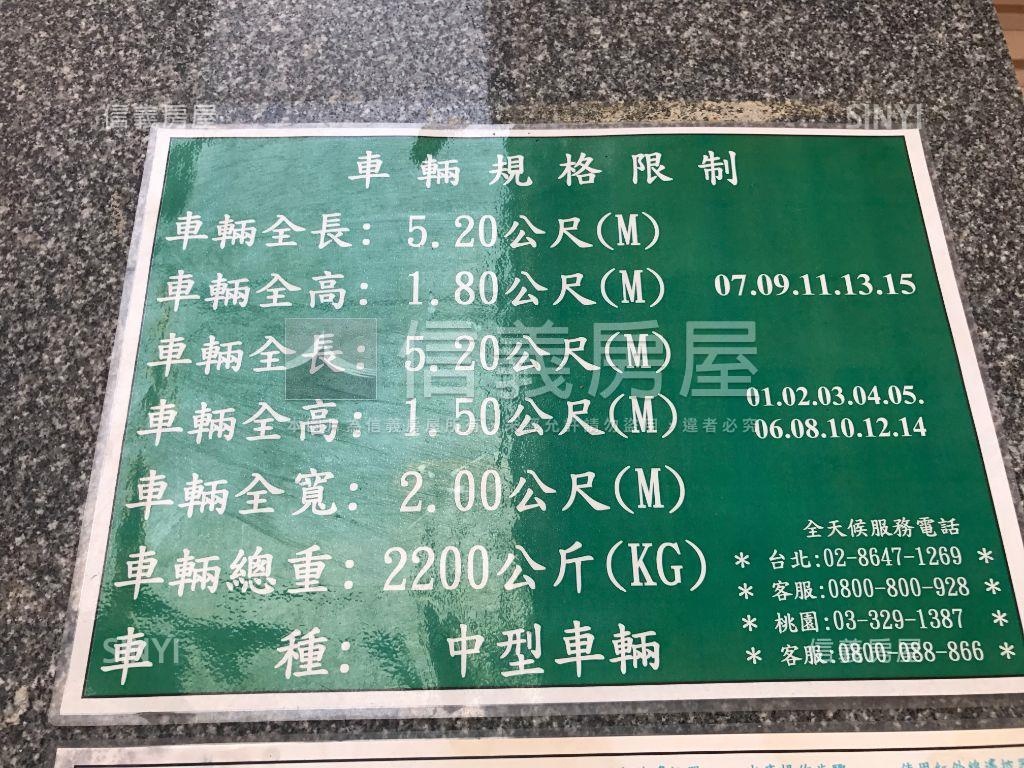 信義房屋 SINYI
車輛規格限制
車輛全長: 5.20公尺(M)
車輛全高: 1.80公尺(M) 07.09.11.13.15
車輛全長: 5.20公尺(M)
信義房屋
車輛全高: 1.50公尺(M) 01.02.03.04.05.
06.08.10.12.14
車輛全寬: 2.00公尺(M)
全天候服務電話
車輛總重: 2200公斤(KG) * 台北:02-8647-1269 *
* 客服:0800-800-928 *
* 桃園:03-329-1387 *
車 種: 中型車輛 * 客服:0800-088-866 *
SINYI 信義房屋